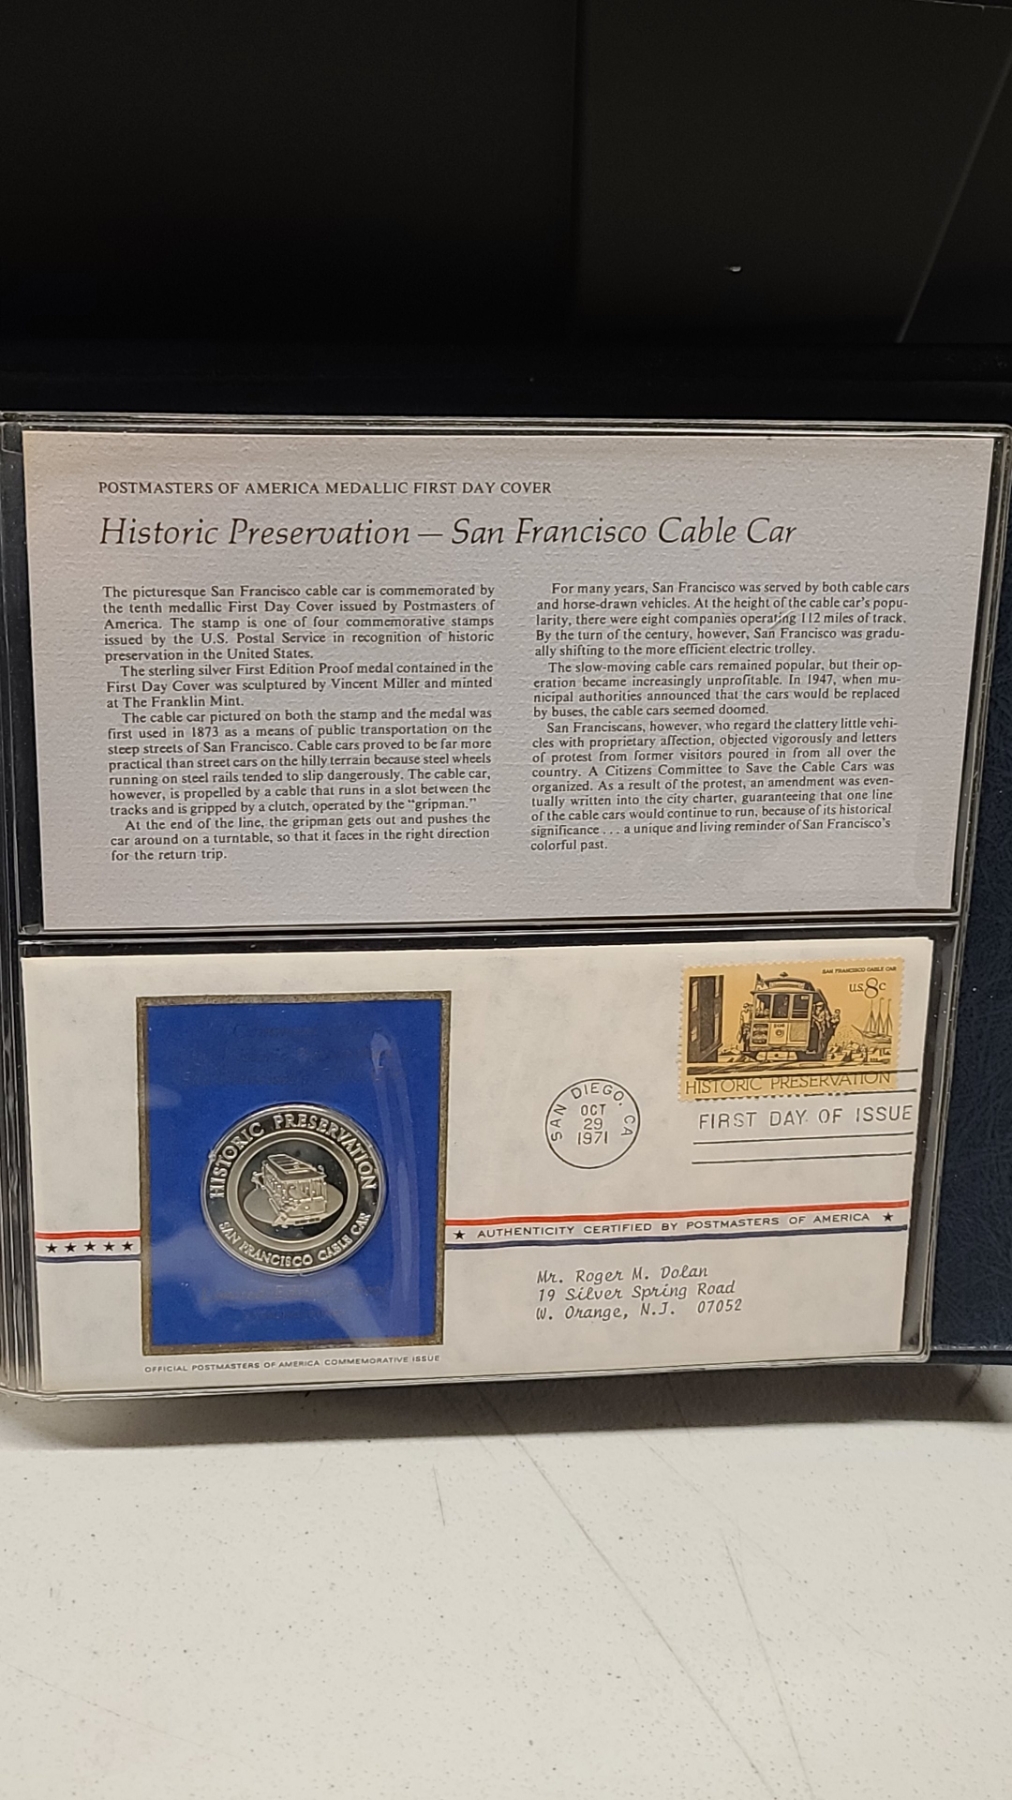 POSTMASTERS OF AMERICA MEDALLIC FIRST DAY COVER
Historic Preservation — San Francisco Cable Car
The picturesque San Francisco cable car is commemorated by
the tenth medallic First Day Cover issued by Postmasters of
America. The stamp is one of four commemorative stamps
issued by the U.S. Postal Service in recognition of historic
preservation in the United States.
The sterling silver First Edition Proof medal contained in the
First Day Cover was sculptured by Vincent Miller and minted
at The Franklin Mint.
The cable car pictured on both the stamp and the medal was
first used in 1873 as a means of public transportation on the
steep streets of San Francisco. Cable cars proved to be far more
practical than street cars on the hilly terrain because steel wheels
running on steel rails tended to slip dangerously. The cable car,
however, is propelled by a cable that runs in a slot between the
tracks and is gripped by a clutch, operated by the "gripman."
At the end of the line, the gripman gets out and pushes the
car around on a turntable, so that it faces in the right direction
for the return trip.
For many years, San Francisco was served by both cable cars
and horse-drawn vehicles. At the height of the cable car's popu-
larity, there were eight companies operating 112 miles of track.
By the turn of the century, however, San Francisco was gradu-
ally shifting to the more efficient electric trolley.
The slow-moving cable cars remained popular, but their op-
eration became increasingly unprofitable. In 1947, when mu-
nicipal authorities announced that the cars would be replaced
by buses, the cable cars seemed doomed.
San Franciscans, however, who regard the clattery little vehi-
cles with proprietary affection, objected vigorously and letters
of protest from former visitors poured in from all over the
country. A Citizens Committee to Save the Cable Cars was
organized. As a result of the protest, an amendment was even-
tually written into the city charter, guaranteeing that one line
of the cable cars would continue to run, because of its historical
significance . . . a unique and living reminder of San Francisco's
colorful past.
SAN FRANCISCO CABLE CAR
U.S. 8c
HISTORIC PRESERVATION
SAN DIEGO, CA
OCT
29
1971
FIRST DAY OF ISSUE
HISTORIC PRESERVATION
SAN FRANCISCO CABLE CAR
★ ★ ★ ★ ★
★ AUTHENTICITY CERTIFIED BY POSTMASTERS OF AMERICA ★
Mr. Roger M. Dolan
19 Silver Spring Road
W. Orange, N.J. 07052
OFFICIAL POSTMASTERS OF AMERICA COMMEMORATIVE ISSUE